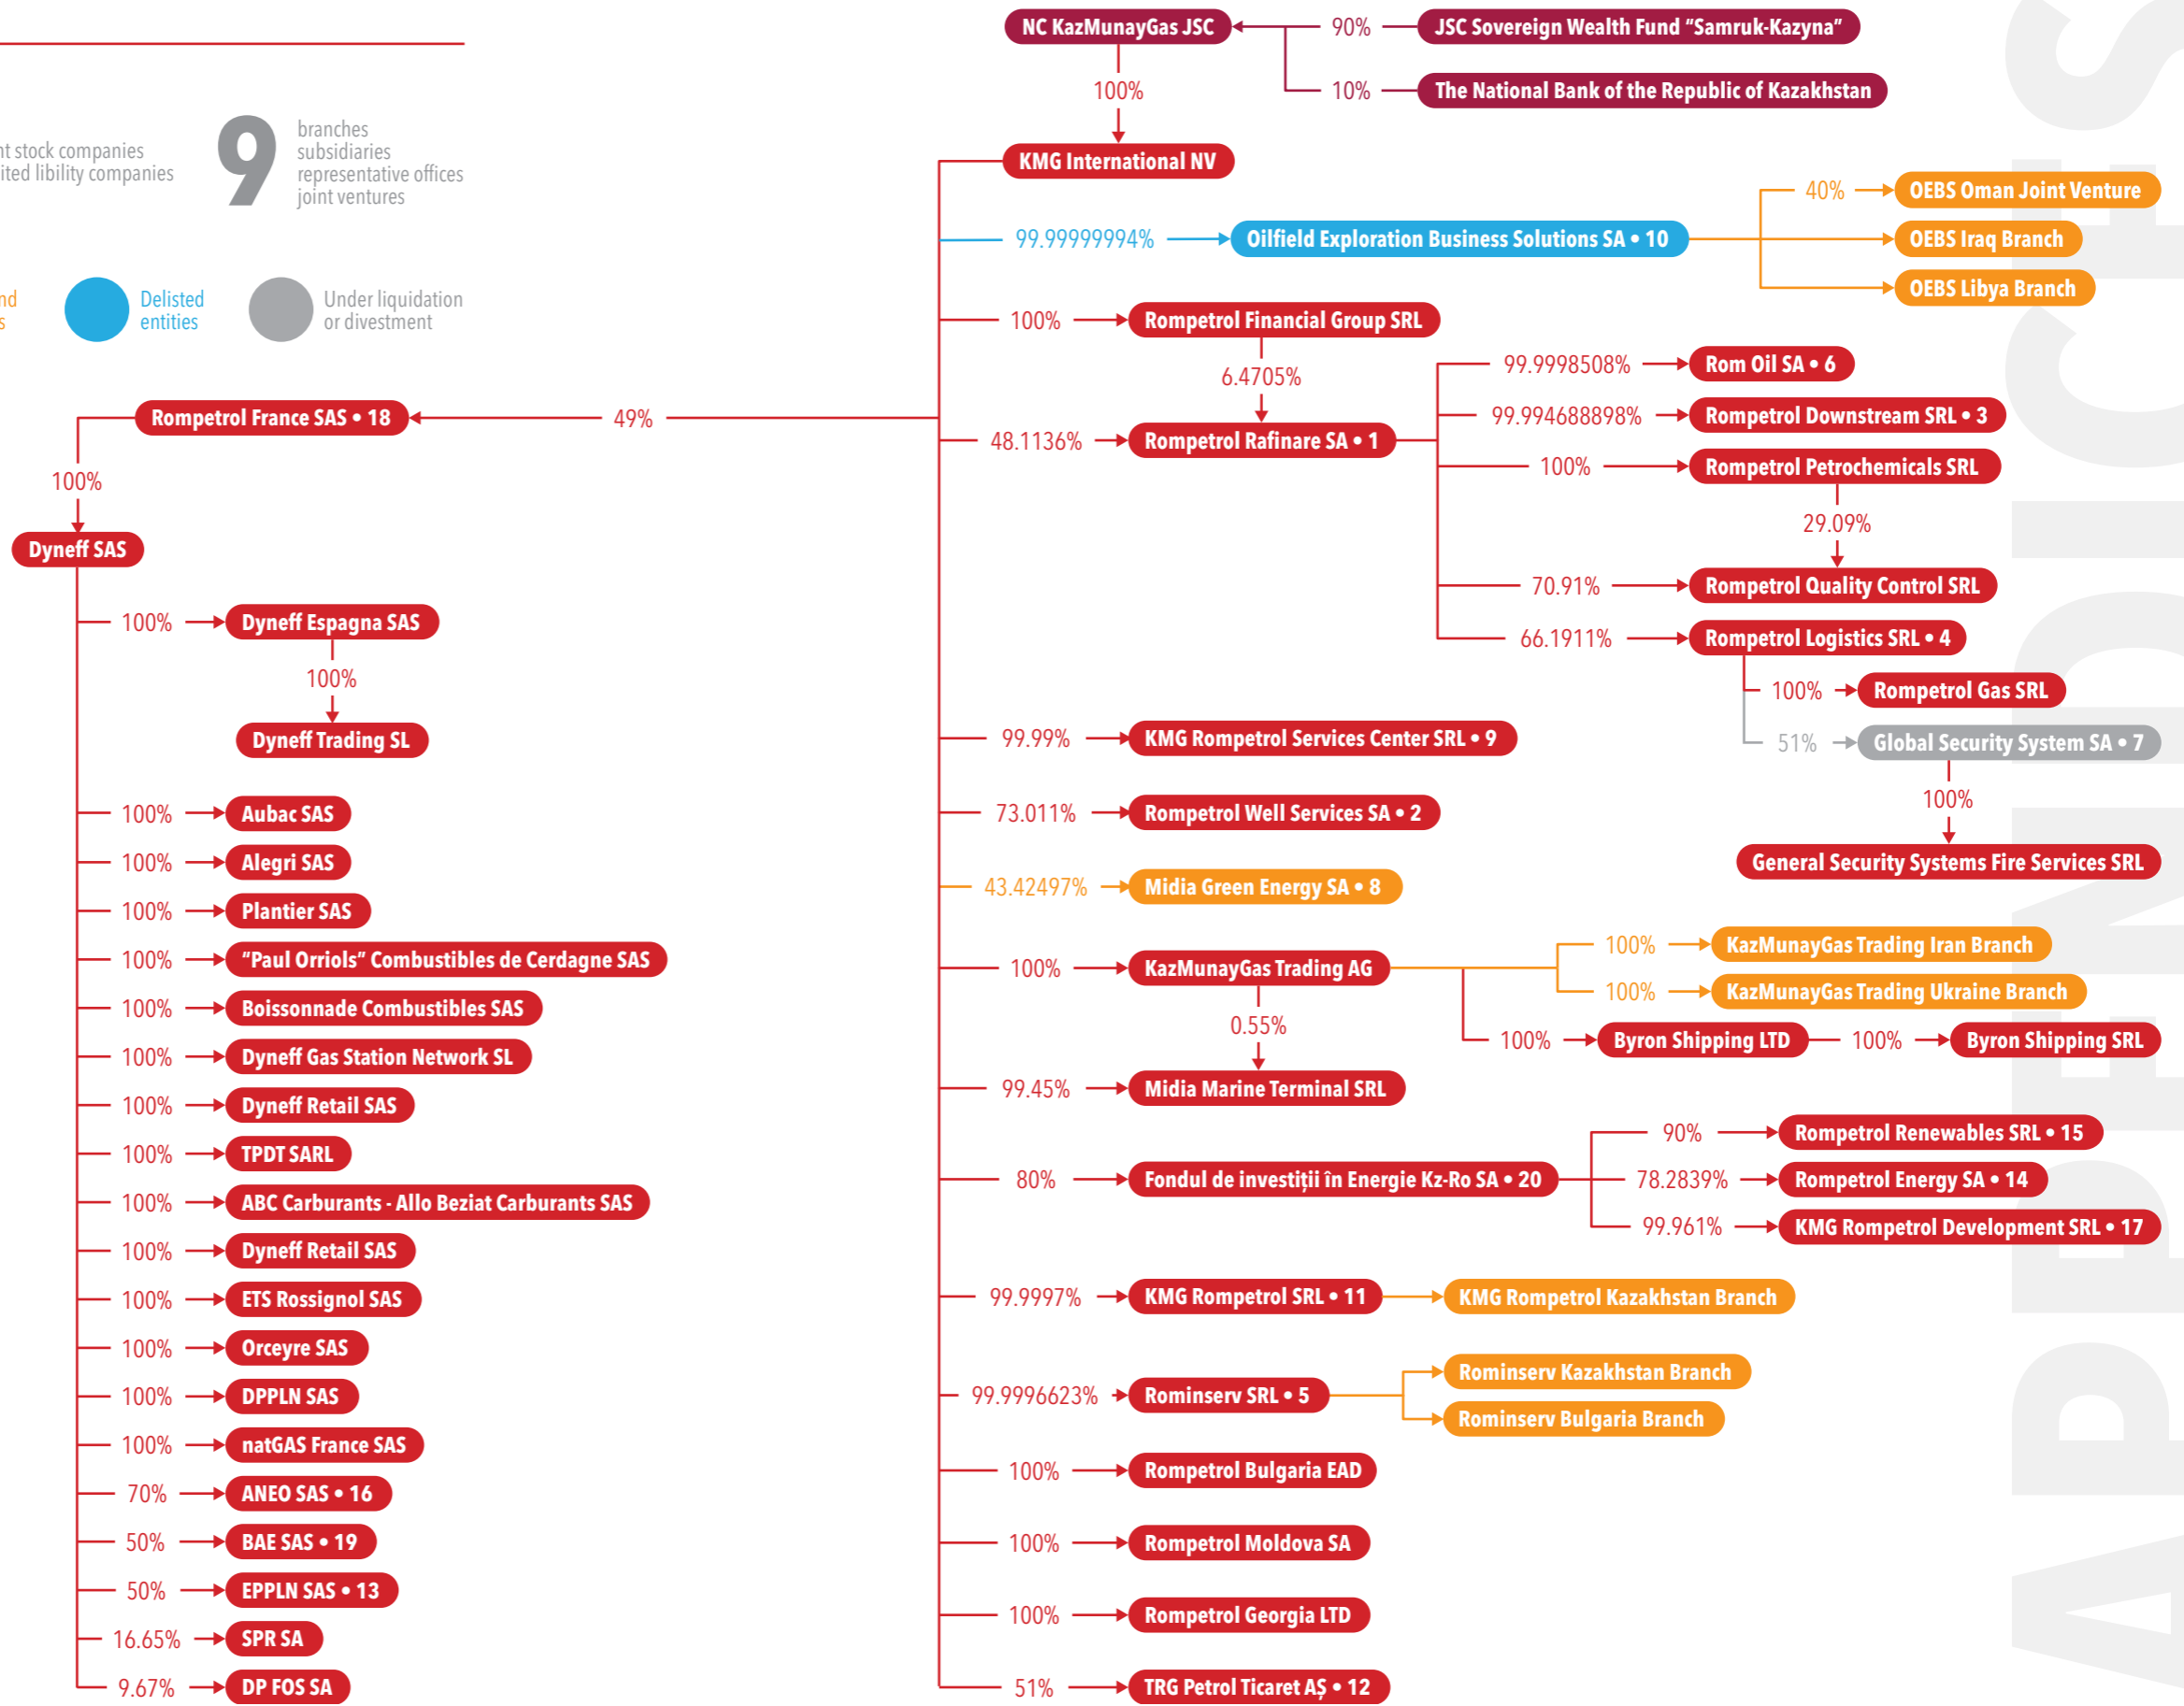 nt stock companies
ited libility companies
9
branches
subsidiaries
representative offices
joint ventures
nd
s
Delisted
entities
Under liquidation
or divestment
NC KazMunayGas JSC
90%
JSC Sovereign Wealth Fund “Samruk-Kazyna”
10%
The National Bank of the Republic of Kazakhstan
100%
KMG International NV
99.99999994%
Oilfield Exploration Business Solutions SA • 10
40%
OEBS Oman Joint Venture
OEBS Iraq Branch
OEBS Libya Branch
100%
Rompetrol Financial Group SRL
6.4705%
48.1136%
Rompetrol Rafinare SA • 1
99.9998508%
Rom Oil SA • 6
99.994688898%
Rompetrol Downstream SRL • 3
100%
Rompetrol Petrochemicals SRL
29.09%
70.91%
Rompetrol Quality Control SRL
66.1911%
Rompetrol Logistics SRL • 4
100%
Rompetrol Gas SRL
51%
Global Security System SA • 7
100%
General Security Systems Fire Services SRL
99.99%
KMG Rompetrol Services Center SRL • 9
73.011%
Rompetrol Well Services SA • 2
43.42497%
Midia Green Energy SA • 8
100%
KazMunayGas Trading AG
100%
KazMunayGas Trading Iran Branch
100%
KazMunayGas Trading Ukraine Branch
100%
Byron Shipping LTD
100%
Byron Shipping SRL
0.55%
99.45%
Midia Marine Terminal SRL
80%
Fondul de investiții în Energie Kz-Ro SA • 20
90%
Rompetrol Renewables SRL • 15
78.2839%
Rompetrol Energy SA • 14
99.961%
KMG Rompetrol Development SRL • 17
99.9997%
KMG Rompetrol SRL • 11
KMG Rompetrol Kazakhstan Branch
99.9996623%
Rominserv SRL • 5
Rominserv Kazakhstan Branch
Rominserv Bulgaria Branch
100%
Rompetrol Bulgaria EAD
100%
Rompetrol Moldova SA
100%
Rompetrol Georgia LTD
51%
TRG Petrol Ticaret AȘ • 12
49%
Rompetrol France SAS • 18
100%
Dyneff SAS
100%
Dyneff Espagna SAS
100%
Dyneff Trading SL
100%
Aubac SAS
100%
Alegri SAS
100%
Plantier SAS
100%
“Paul Orriols” Combustibles de Cerdagne SAS
100%
Boissonnade Combustibles SAS
100%
Dyneff Gas Station Network SL
100%
Dyneff Retail SAS
100%
TPDT SARL
100%
ABC Carburants - Allo Beziat Carburants SAS
100%
Dyneff Retail SAS
100%
ETS Rossignol SAS
100%
Orceyre SAS
100%
DPPLN SAS
100%
natGAS France SAS
70%
ANEO SAS • 16
50%
BAE SAS • 19
50%
EPPLN SAS • 13
16.65%
SPR SA
9.67%
DP FOS SA
APPENDICES